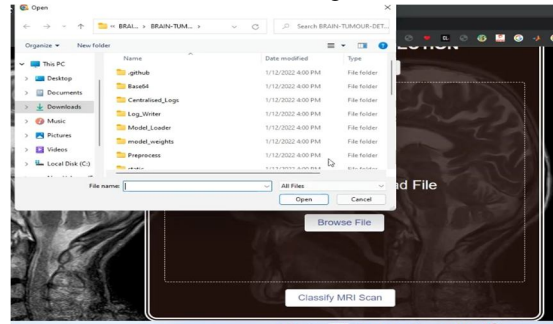 Open
« BRAI... › BRAIN-TUM... ›
Search BRAIN-TUMOUR-DET...
Organize New folder
Name Date modified Type
This PC
Desktop
Documents
Downloads
Music
Pictures
Videos
Local Disk (C:)
.github 1/12/2022 4:00 PM File folder
Base64 1/12/2022 4:00 PM File folder
Centralised_Logs 1/12/2022 4:00 PM File folder
Log_Writer 1/12/2022 4:00 PM File folder
Model_Loader 1/12/2022 4:00 PM File folder
model_weights 1/12/2022 4:00 PM File folder
Preprocess 1/12/2022 4:00 PM File folder
File name: All Files
Open Cancel
File
Browse File
Classify MRI Scan